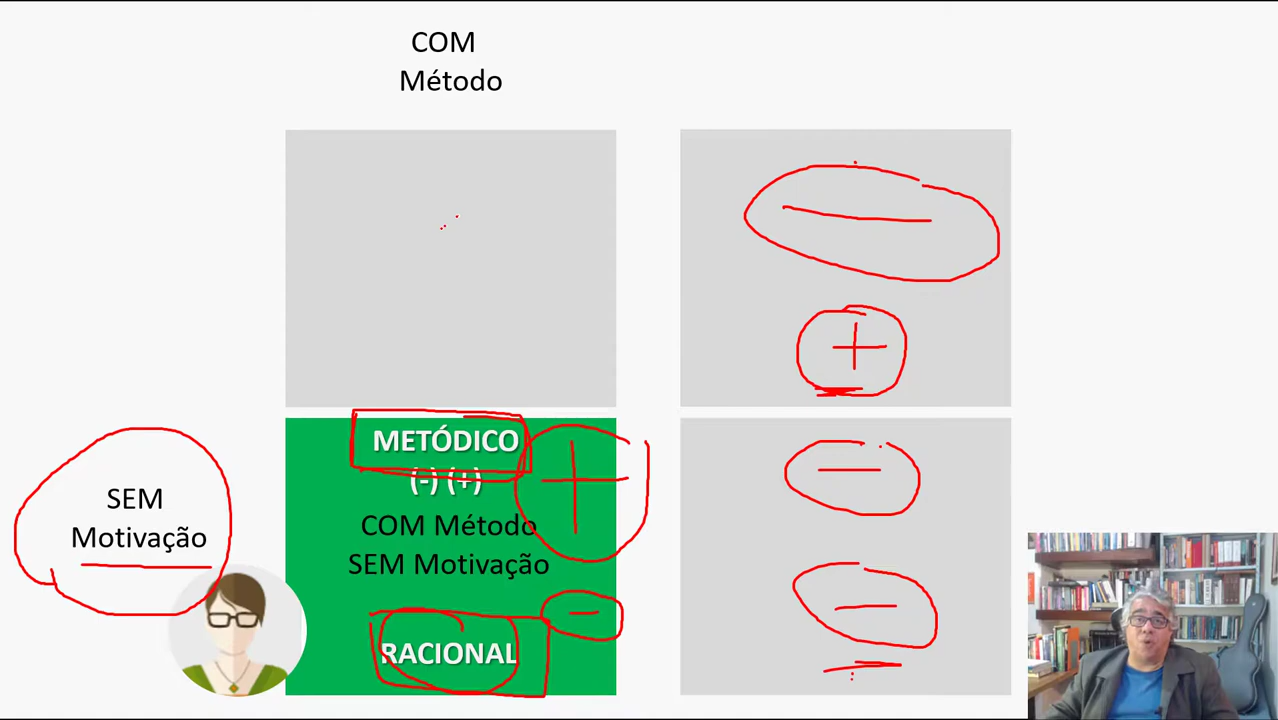 COM
Método
METÓDICO
(-) (+)
SEM
Motivação
COM Método
SEM Motivação
RACIONAL